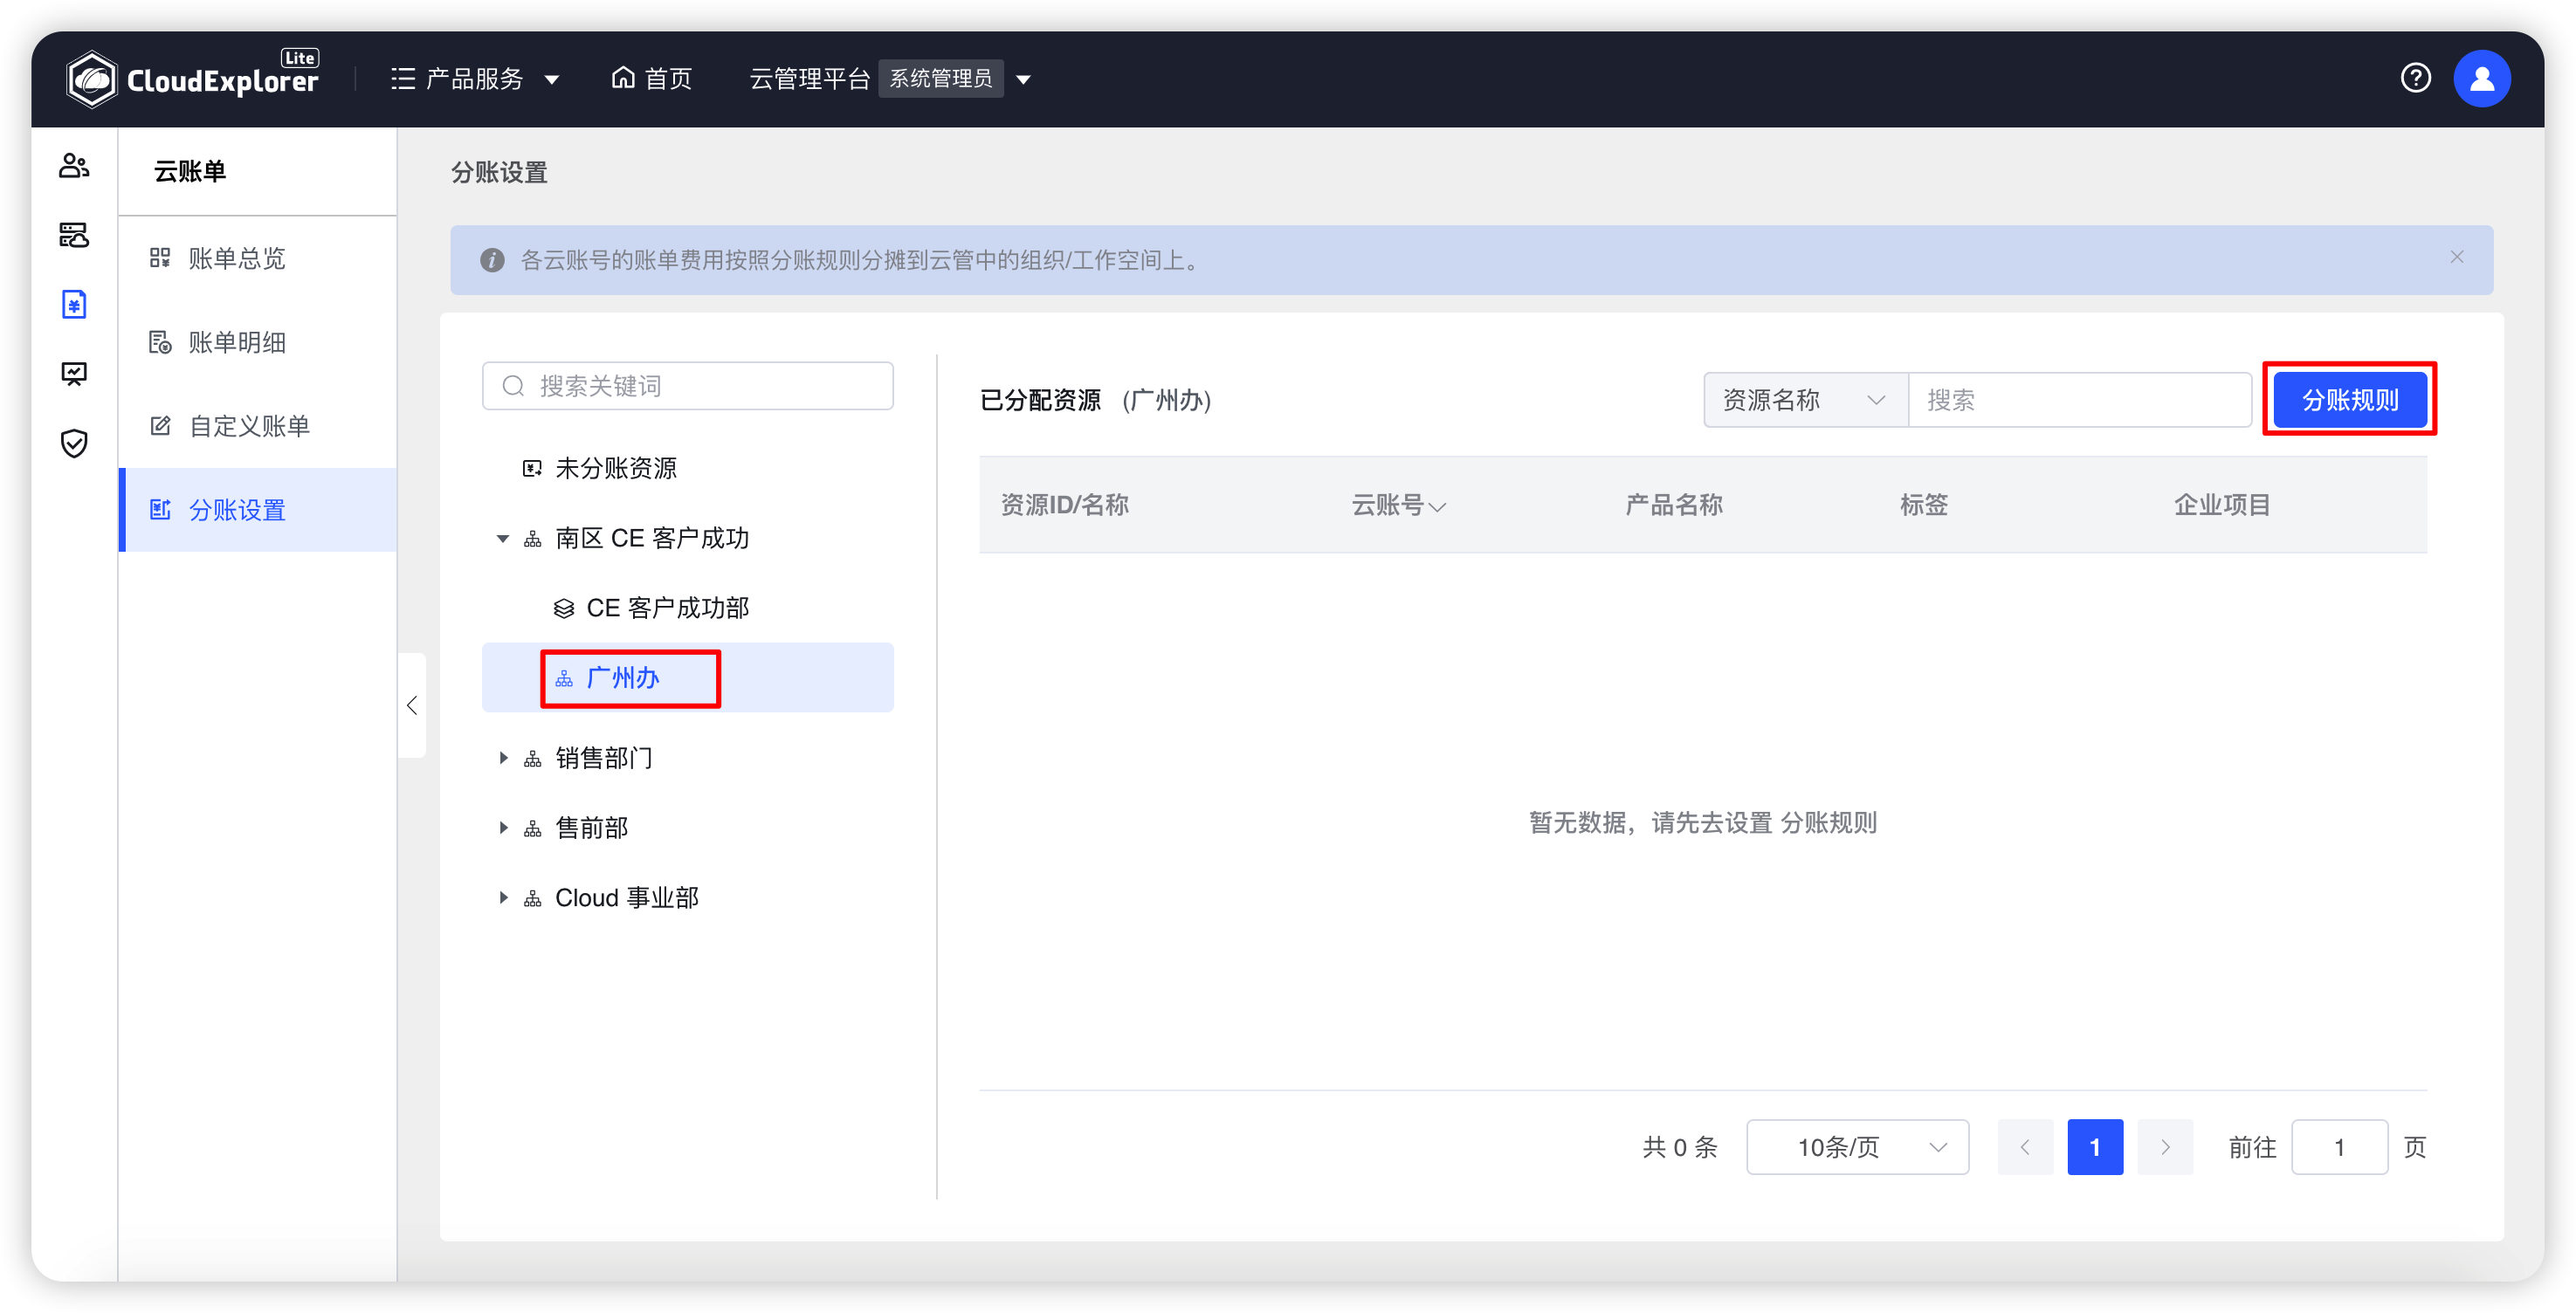 CloudExplorer Lite
产品服务
首页
云管理平台 系统管理员
云账单
账单总览
账单明细
自定义账单
分账设置
分账设置
各云账号的账单费用按照分账规则分摊到云管中的组织/工作空间上。
搜索关键词
未分账资源
南区 CE 客户成功
CE 客户成功部
广州办
销售部门
售前部
Cloud 事业部
已分配资源 (广州办)
资源名称 搜索 分账规则
资源ID/名称 云账号 产品名称 标签 企业项目
暂无数据，请先去设置 分账规则
共 0 条 10条/页 1 前往 1 页